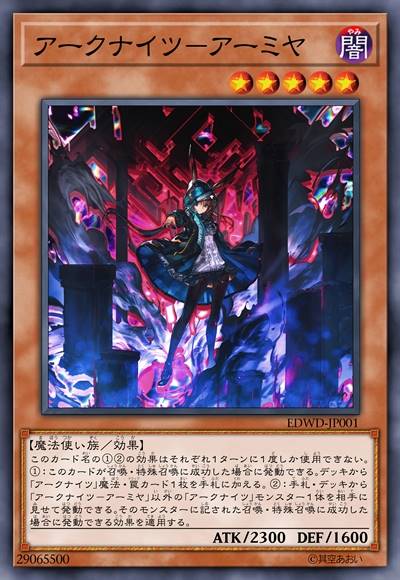 アークナイツーアーミヤ
やみ
闇
EDWD-JP001
【魔法使い族／効果】
このカード名の①②の効果はそれぞれ1ターンに1度しか使用できない。
①：このカードが召喚・特殊召喚に成功した場合に発動できる。デッキから
「アークナイツ」魔法・罠カード1枚を手札に加える。②：手札・デッキから
「アークナイツーアーミヤ」以外の「アークナイツ」モンスター1体を相手に
見せて発動できる。そのモンスターに記された召喚・特殊召喚に成功した
場合に発動できる効果を適用する。
ATK/2300 DEF/1600
29065500
©其空あおい